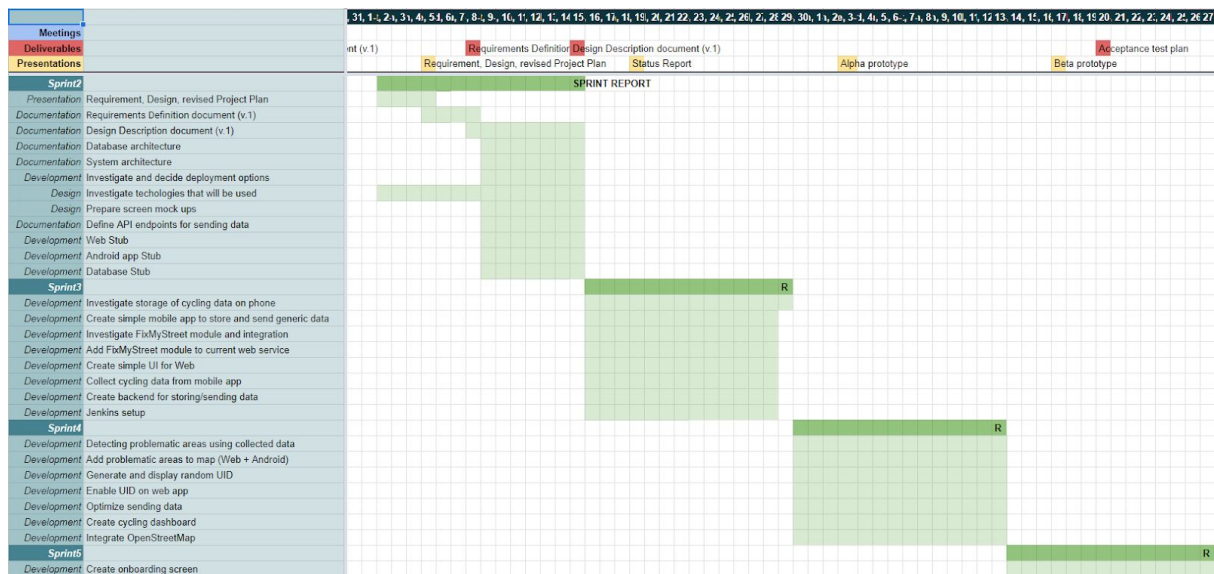 Meetings
Deliverables nt (v.1) Requirements Definition Design Description document (v.1) Acceptance test plan
Presentations Requirement, Design, revised Project Plan Status Report Alpha prototype Beta prototype
Sprint2 SPRINT REPORT
Presentation Requirement, Design, revised Project Plan
Documentation Requirements Definition document (v.1)
Documentation Design Description document (v.1)
Documentation Database architecture
Documentation System architecture
Development Investigate and decide deployment options
Design Investigate techologies that will be used
Design Prepare screen mock ups
Documentation Define API endpoints for sending data
Development Web Stub
Development Android app Stub
Development Database Stub
Sprint3 R
Development Investigate storage of cycling data on phone
Development Create simple mobile app to store and send generic data
Development Investigate FixMyStreet module and integration
Development Add FixMyStreet module to current web service
Development Create simple UI for Web
Development Collect cycling data from mobile app
Development Create backend for storing/sending data
Development Jenkins setup
Sprint4 R
Development Detecting problematic areas using collected data
Development Add problematic areas to map (Web + Android)
Development Generate and display random UID
Development Enable UID on web app
Development Optimize sending data
Development Create cycling dashboard
Development Integrate OpenStreetMap
Sprint5 R
Development Create onboarding screen